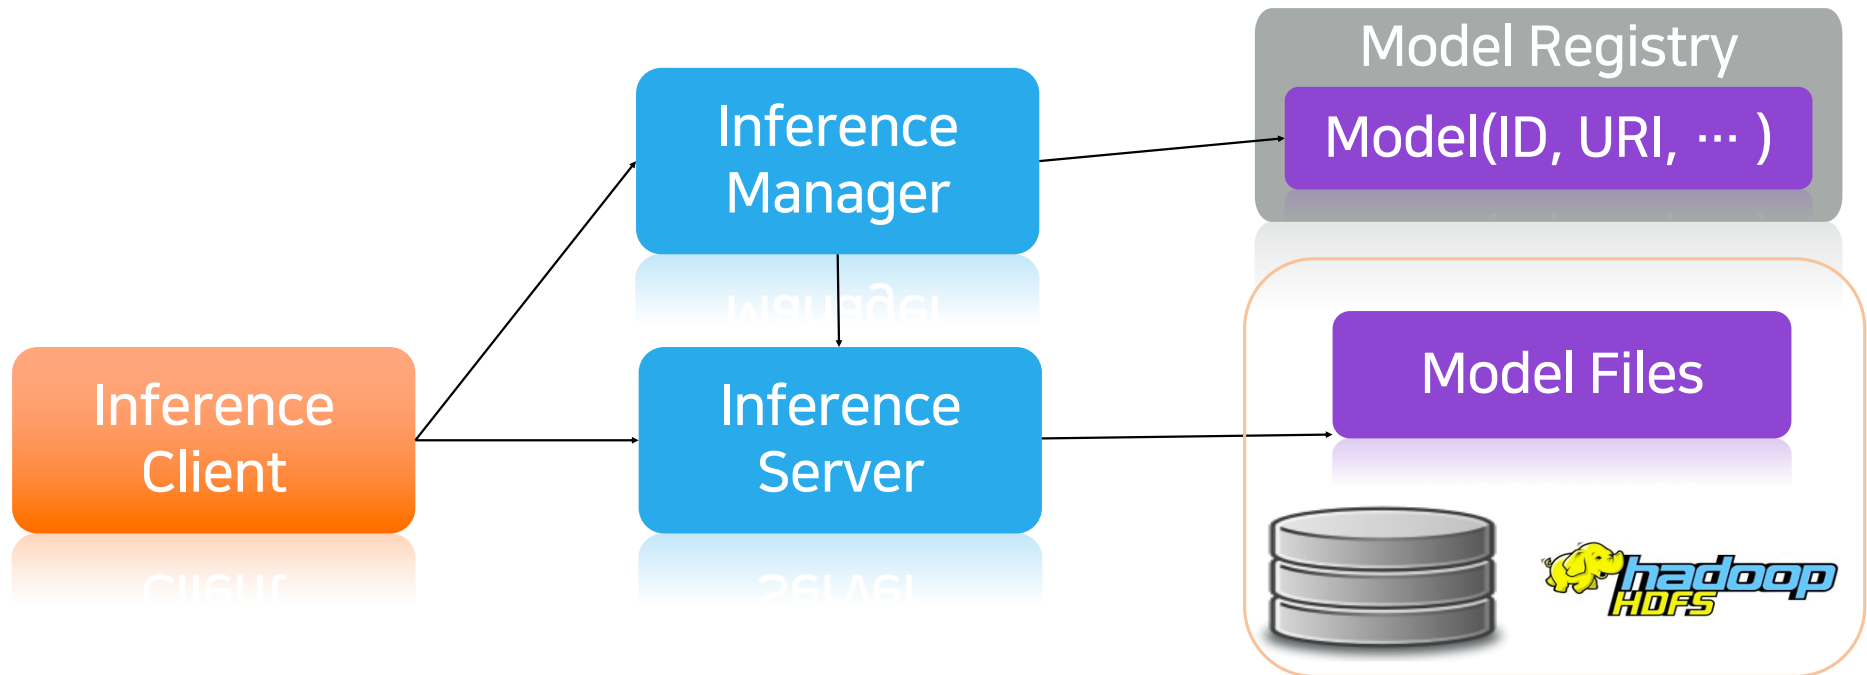 Model Registry
Model(ID, URI, ⋯ )
Inference
Manager
Inference
Client
Inference
Server
Model Files
hadoop
HDFS